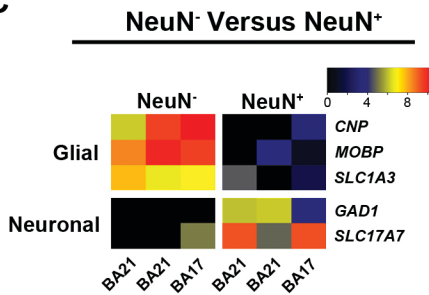 NeuN- Versus NeuN+
0 4 8
NeuN- NeuN+
Glial
CNP
MOBP
SLC1A3
Neuronal
GAD1
SLC17A7
BA21 BA21 BA17 BA21 BA21 BA17